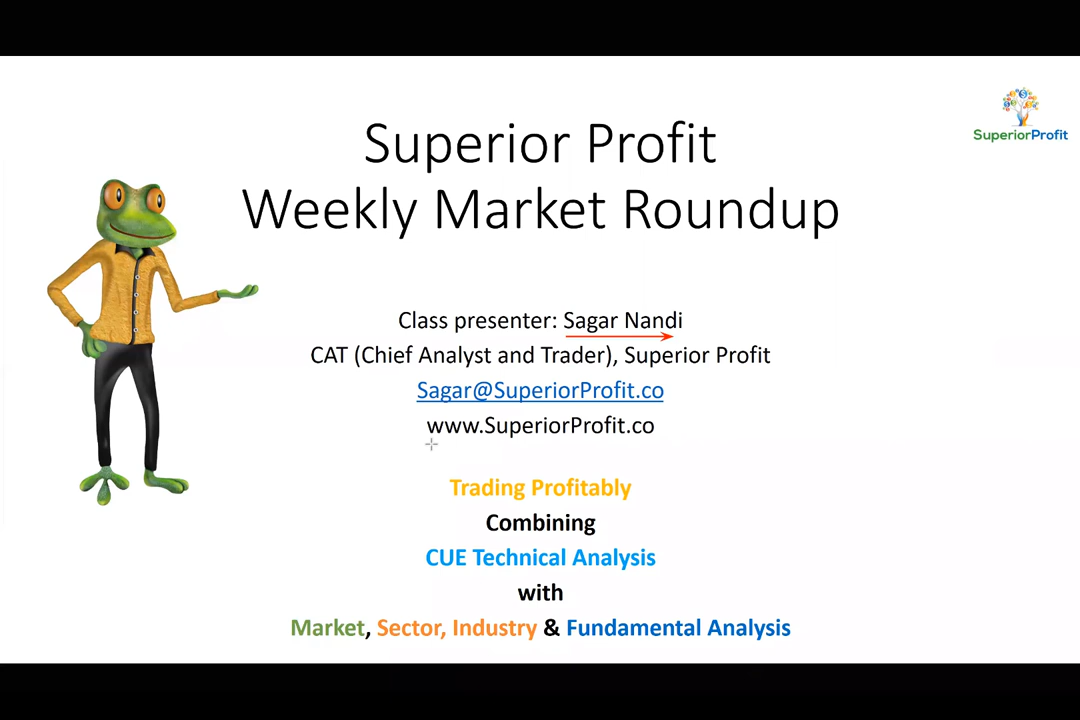 SuperiorProfit
Superior Profit
Weekly Market Roundup
Class presenter: Sagar Nandi
CAT (Chief Analyst and Trader), Superior Profit
Sagar@SuperiorProfit.co
www.SuperiorProfit.co
Trading Profitably
Combining
CUE Technical Analysis
with
Market, Sector, Industry & Fundamental Analysis